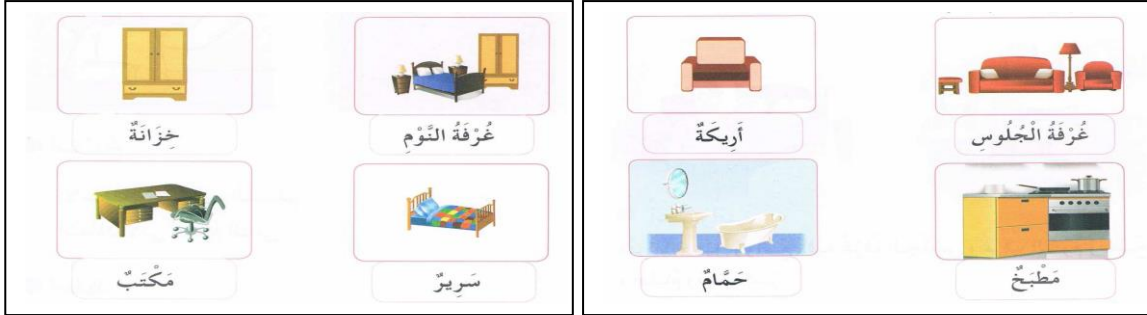 غُرْفَةُ الْجُلُوسِ
أَرِيكَةٌ
غُرْفَةُ النَّوْمِ
خِزَانَةٌ
مَطْبَخٌ
حَمَّامٌ
سَرِيرٌ
مَكْتَبٌ